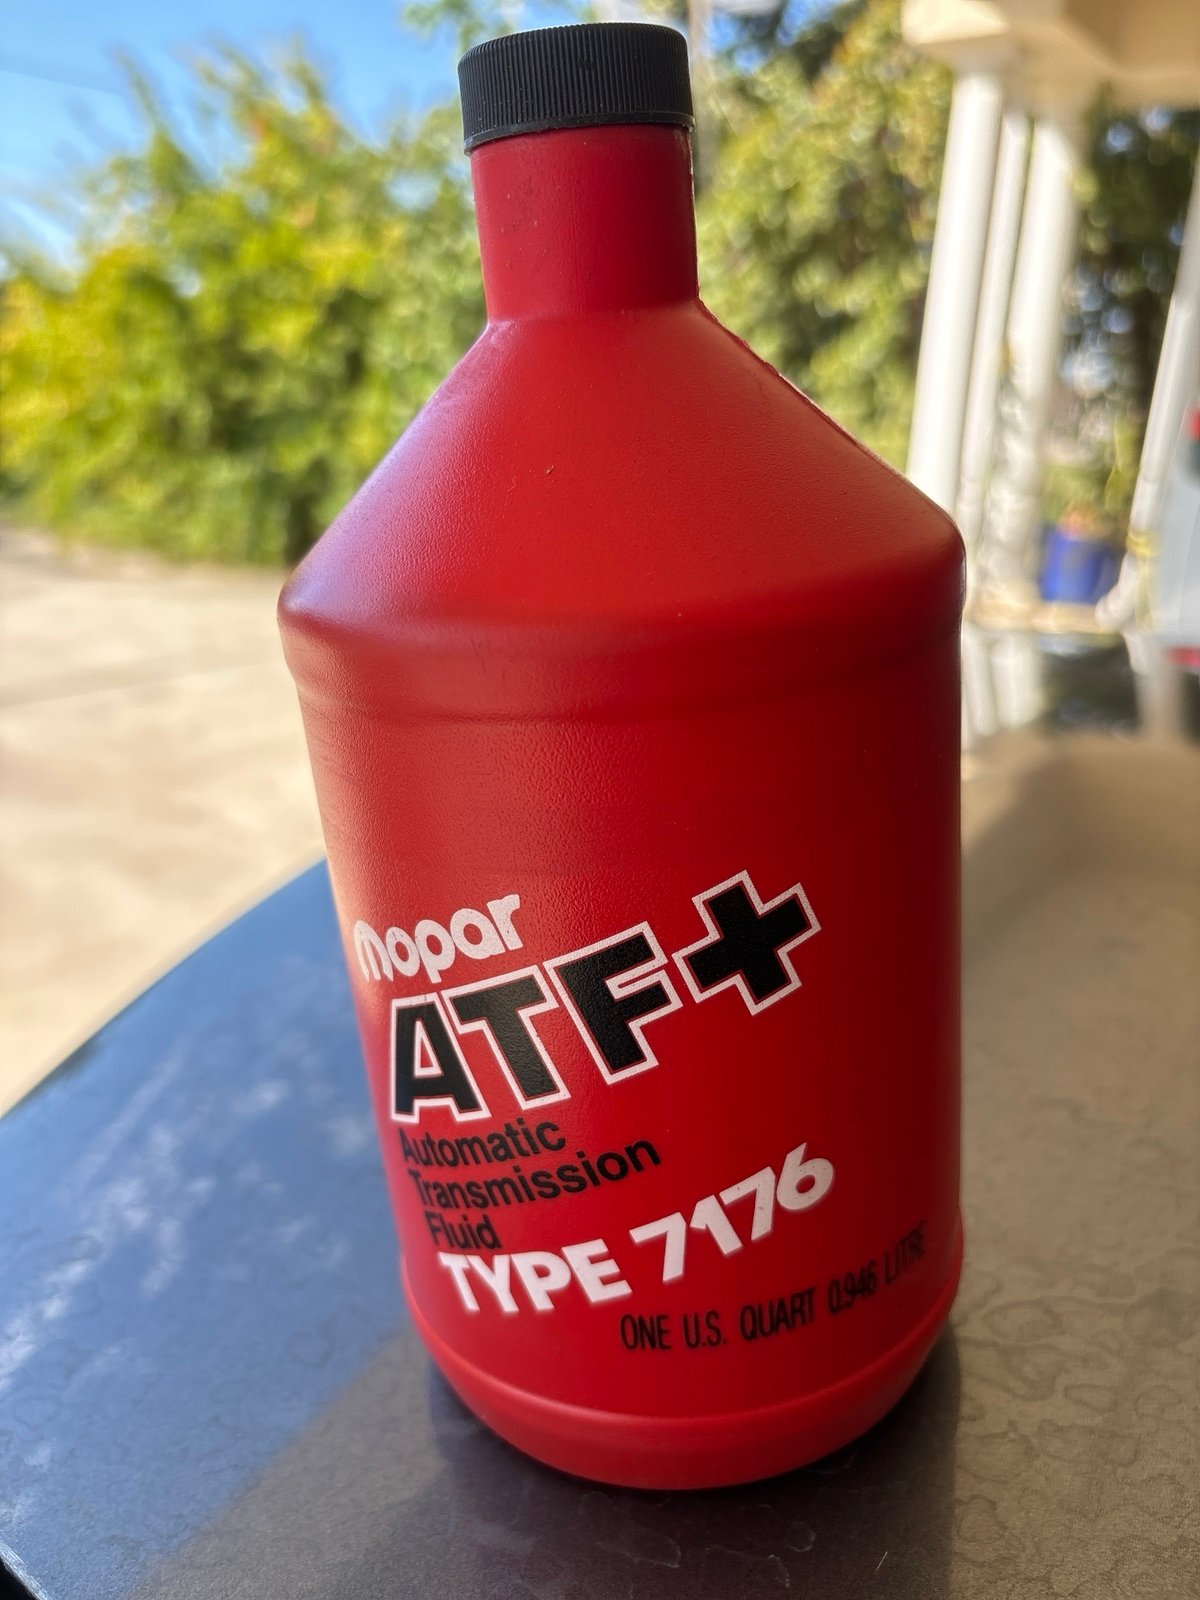 mopar
ATF+
Automatic
Transmission
Fluid
TYPE 7176
ONE U.S. QUART 0.946 LITRE